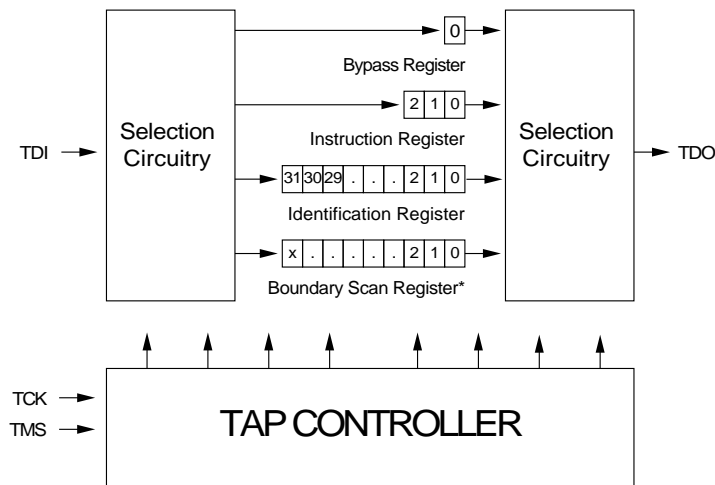 0
Bypass Register
2 1 0
Selection
Circuitry
Instruction Register
Selection
Circuitry
TDI
TDO
31 30 29 . . . 2 1 0
Identification Register
x . . . . . 2 1 0
Boundary Scan Register*
TCK
TMS
TAP CONTROLLER